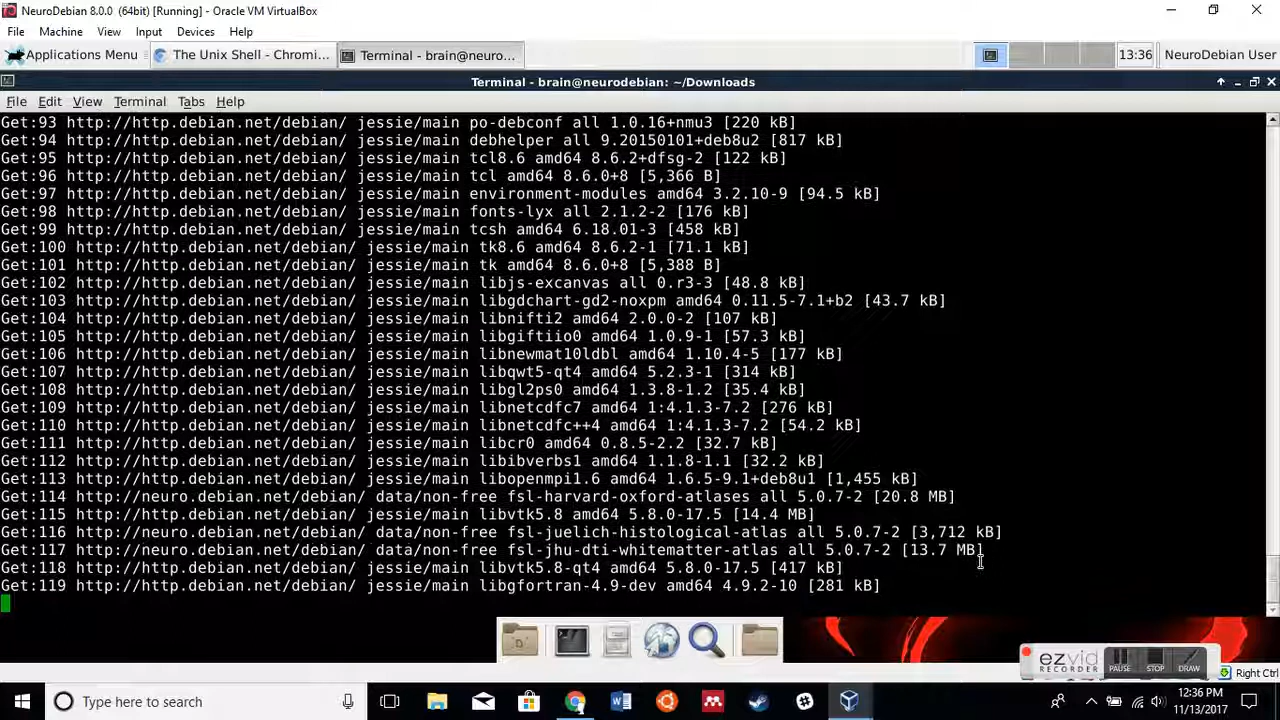 NeuroDebian 8.0.0 (64bit) [Running] - Oracle VM VirtualBox
File Machine View Input Devices Help
Applications Menu The Unix Shell - Chromi... Terminal - brain@neuro... 13:36 NeuroDebian User
Terminal - brain@neurodebian: ~/Downloads
File Edit View Terminal Tabs Help
Get:93 http://http.debian.net/debian/ jessie/main po-debconf all 1.0.16+nmu3 [220 kB]
Get:94 http://http.debian.net/debian/ jessie/main debhelper all 9.20150101+deb8u2 [817 kB]
Get:95 http://http.debian.net/debian/ jessie/main tcl8.6 amd64 8.6.2+dfsg-2 [122 kB]
Get:96 http://http.debian.net/debian/ jessie/main tcl amd64 8.6.0+8 [5,366 B]
Get:97 http://http.debian.net/debian/ jessie/main environment-modules amd64 3.2.10-9 [94.5 kB]
Get:98 http://http.debian.net/debian/ jessie/main fonts-lyx all 2.1.2-2 [176 kB]
Get:99 http://http.debian.net/debian/ jessie/main tcsh amd64 6.18.01-3 [458 kB]
Get:100 http://http.debian.net/debian/ jessie/main tk8.6 amd64 8.6.2-1 [71.1 kB]
Get:101 http://http.debian.net/debian/ jessie/main tk amd64 8.6.0+8 [5,388 B]
Get:102 http://http.debian.net/debian/ jessie/main libjs-excanvas all 0.r3-3 [48.8 kB]
Get:103 http://http.debian.net/debian/ jessie/main libgdchart-gd2-noxpm amd64 0.11.5-7.1+b2 [43.7 kB]
Get:104 http://http.debian.net/debian/ jessie/main libnifti2 amd64 2.0.0-2 [107 kB]
Get:105 http://http.debian.net/debian/ jessie/main libgiftiio0 amd64 1.0.9-1 [57.3 kB]
Get:106 http://http.debian.net/debian/ jessie/main libnewmat10ldbl amd64 1.10.4-5 [177 kB]
Get:107 http://http.debian.net/debian/ jessie/main libqwt5-qt4 amd64 5.2.3-1 [314 kB]
Get:108 http://http.debian.net/debian/ jessie/main libgl2ps0 amd64 1.3.8-1.2 [35.4 kB]
Get:109 http://http.debian.net/debian/ jessie/main libnetcdfc7 amd64 1:4.1.3-7.2 [276 kB]
Get:110 http://http.debian.net/debian/ jessie/main libnetcdfc++4 amd64 1:4.1.3-7.2 [54.2 kB]
Get:111 http://http.debian.net/debian/ jessie/main libcr0 amd64 0.8.5-2.2 [32.7 kB]
Get:112 http://http.debian.net/debian/ jessie/main libibverbs1 amd64 1.1.8-1.1 [32.2 kB]
Get:113 http://http.debian.net/debian/ jessie/main libopenmpi1.6 amd64 1.6.5-9.1+deb8u1 [1,455 kB]
Get:114 http://neuro.debian.net/debian/ data/non-free fsl-harvard-oxford-atlases all 5.0.7-2 [20.8 MB]
Get:115 http://http.debian.net/debian/ jessie/main libvtk5.8 amd64 5.8.0-17.5 [14.4 MB]
Get:116 http://neuro.debian.net/debian/ data/non-free fsl-juelich-histological-atlas all 5.0.7-2 [3,712 kB]
Get:117 http://neuro.debian.net/debian/ data/non-free fsl-jhu-dti-whitematter-atlas all 5.0.7-2 [13.7 MB]
Get:118 http://http.debian.net/debian/ jessie/main libvtk5.8-qt4 amd64 5.8.0-17.5 [417 kB]
Get:119 http://http.debian.net/debian/ jessie/main libgfortran-4.9-dev amd64 4.9.2-10 [281 kB]
ezvid RECORDER PAUSE STOP DRAW
Right Ctrl
Type here to search 12:36 PM
11/13/2017